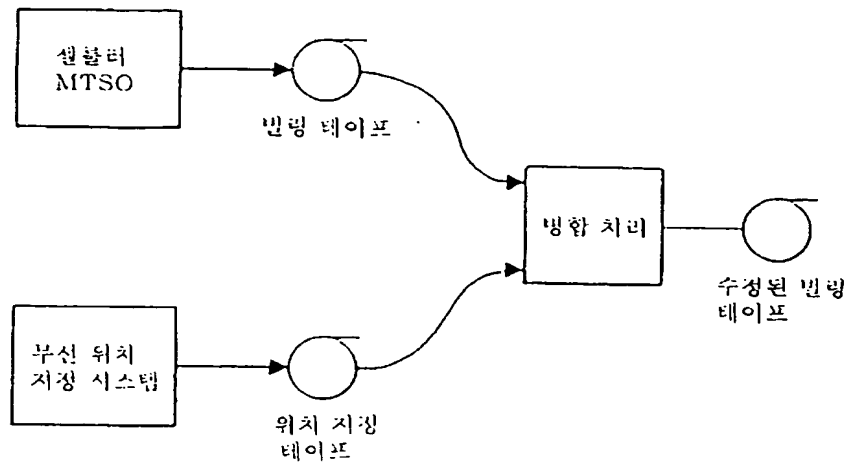 셀룰러
MTSO
빌링 테이프
병합 처리
수정된 빌링
테이프
무선 위치
지정 시스템
위치 지정
테이프